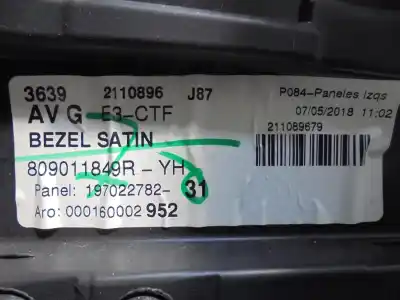 3639 2110896 J87
AV G E3-CTF
BEZEL SATIN
809011849R - YH
Panel: 197022782- 31
Aro: 000160002 952
P084-Paneles Izqs
07/05/2018 11:02
211089679